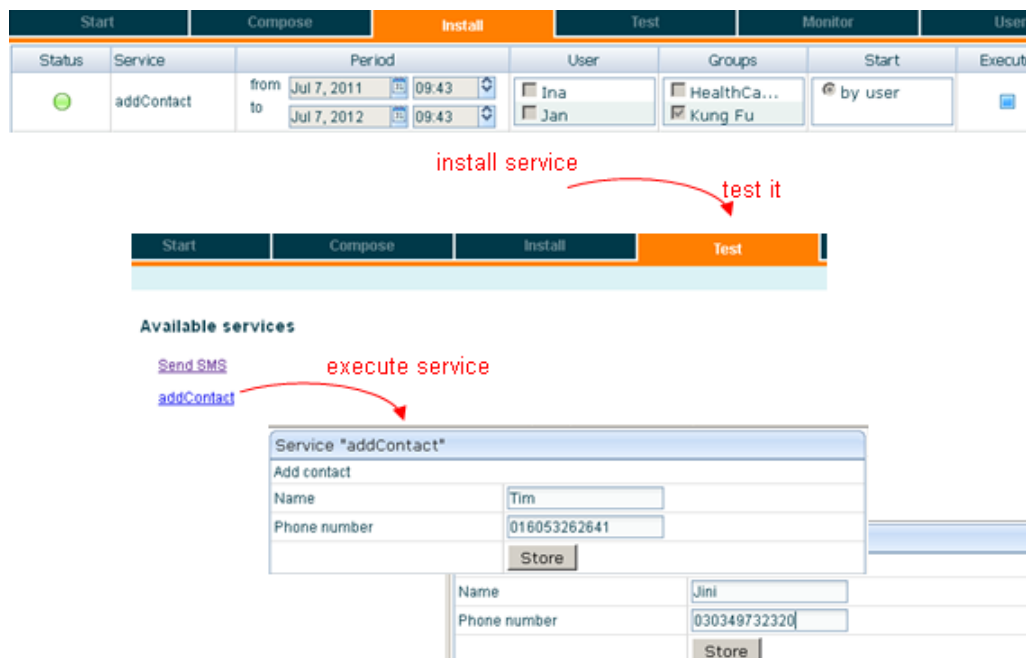 Start Compose Install Test Monitor User
Status Service Period User Groups Start Execut
addContact from Jul 7, 2011 09:43 Ina HealthCa... by user
to Jul 7, 2012 09:43 Jan Kung Fu
install service
test it
Start Compose Install Test
Available services
Send SMS
execute service
addContact
Service "addContact"
Add contact
Name Tim
Phone number 016053262641
Store
Name Jini
Phone number 030349732320
Store